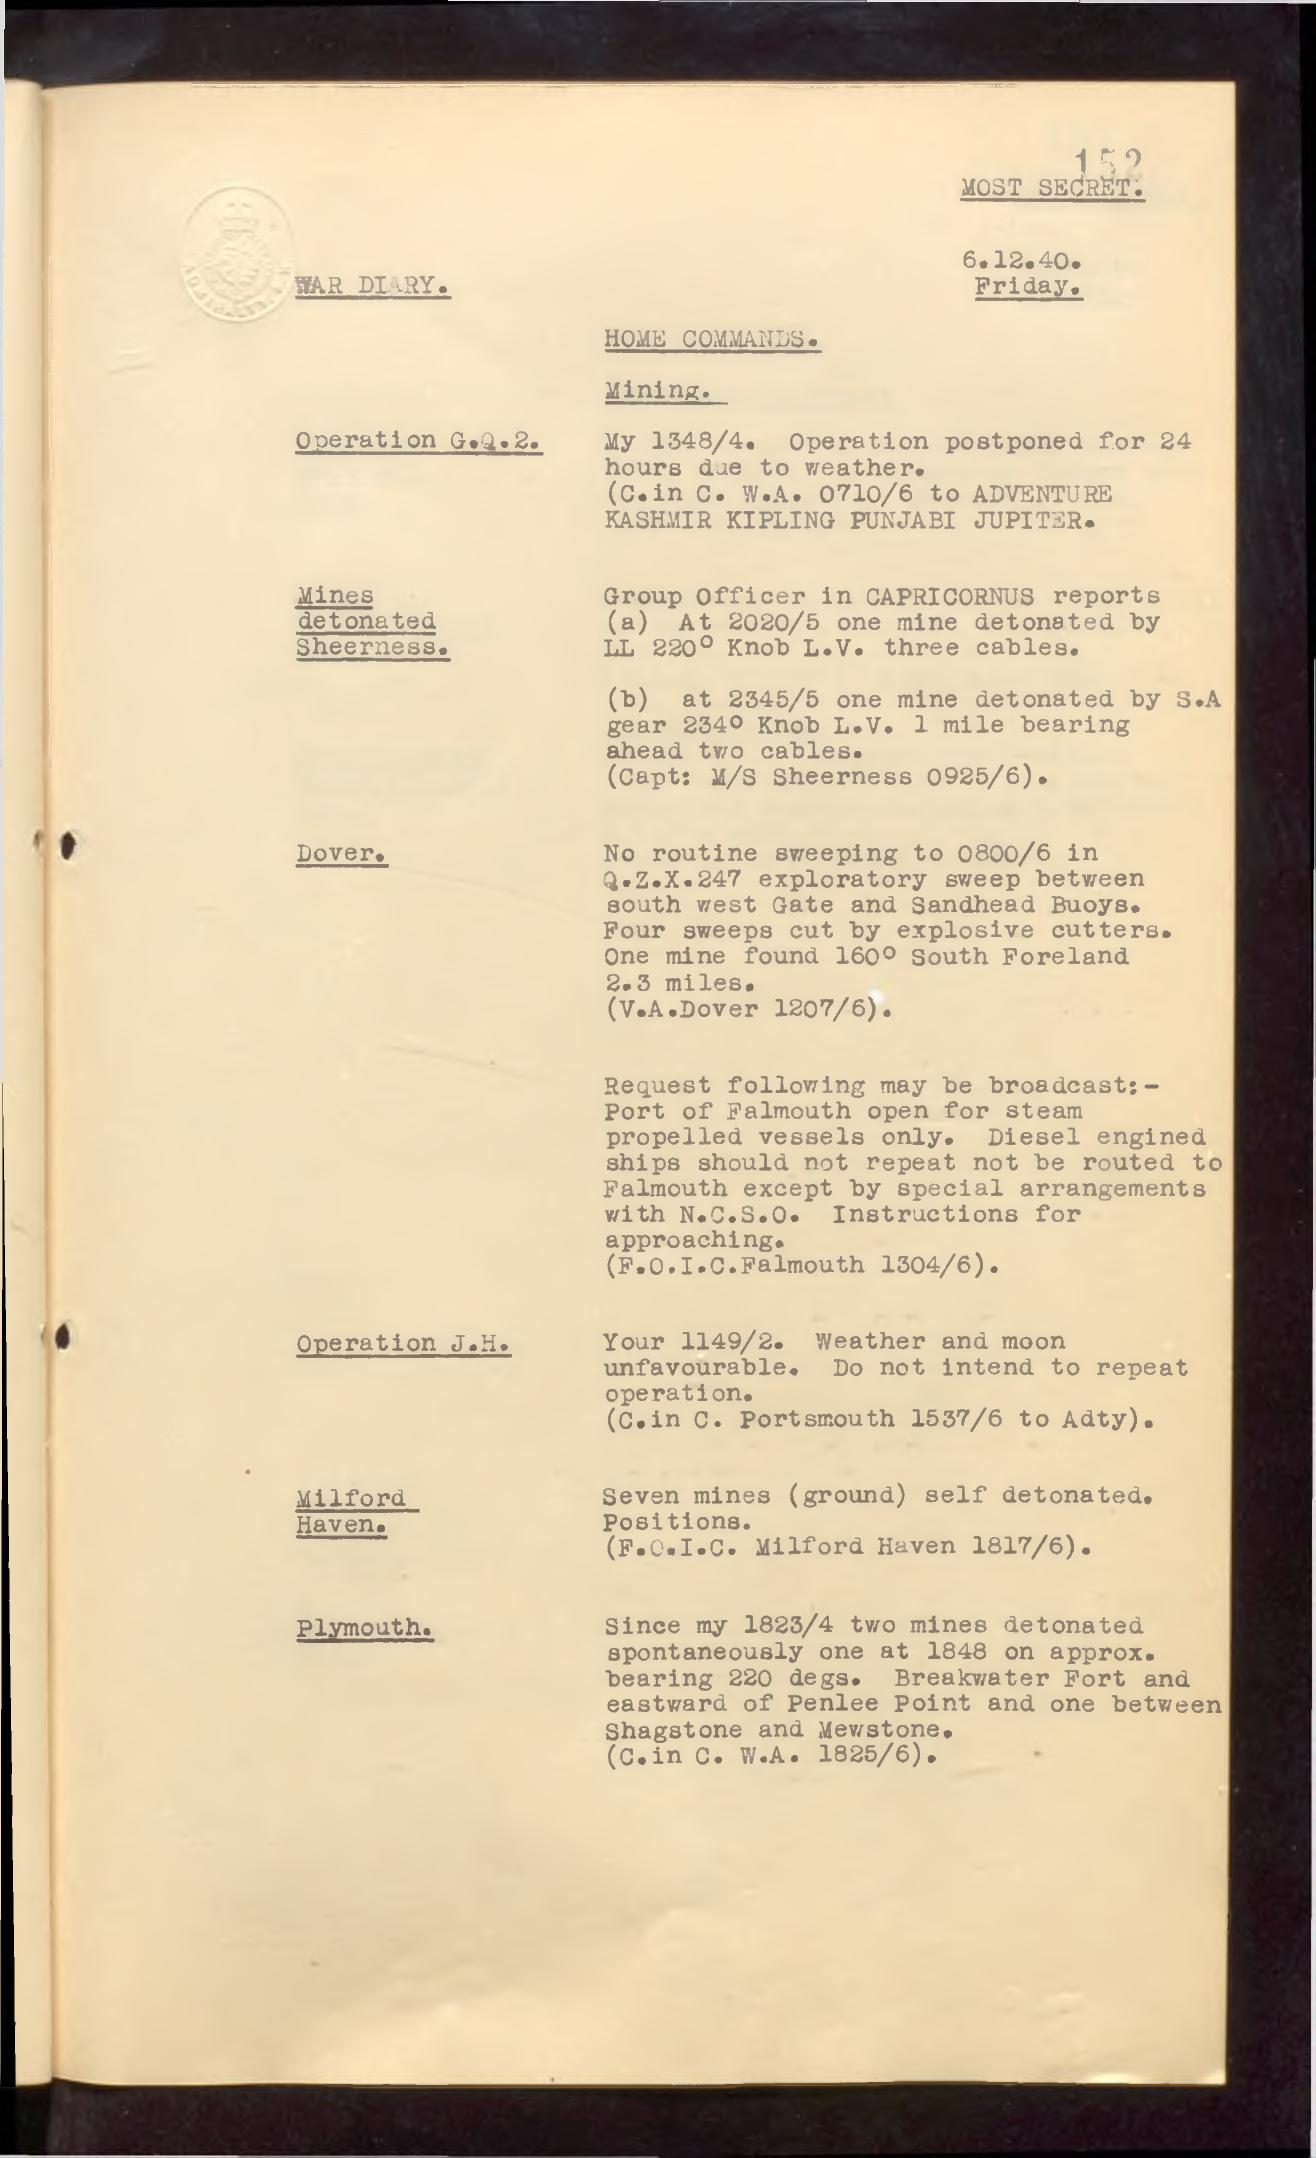 152
MOST SECRET.
6.12.40.
Friday.
WAR DIARY.
HOME COMMANDS.
Mining.
Operation G.Q.2.
My 1348/4. Operation postponed for 24
hours due to weather.
(C.in C. W.A. 0710/6 to ADVENTURE
KASHMIR KIPLING PUNJABI JUPITER.
Mines
detonated
Sheerness.
Group Officer in CAPRICORNUS reports
(a) At 2020/5 one mine detonated by
LL 220° Knob L.V. three cables.
(b) at 2345/5 one mine detonated by S.A
gear 234° Knob L.V. 1 mile bearing
ahead two cables.
(Capt: M/S Sheerness 0925/6).
Dover.
No routine sweeping to 0800/6 in
Q.Z.X.247 exploratory sweep between
south west Gate and Sandhead Buoys.
Four sweeps cut by explosive cutters.
One mine found 160° South Foreland
2.3 miles.
(V.A.Dover 1207/6).
Request following may be broadcast:-
Port of Falmouth open for steam
propelled vessels only. Diesel engined
ships should not repeat not be routed to
Falmouth except by special arrangements
with N.C.S.O. Instructions for
approaching.
(F.O.I.C.Falmouth 1304/6).
Operation J.H.
Your 1149/2. Weather and moon
unfavourable. Do not intend to repeat
operation.
(C.in C. Portsmouth 1537/6 to Adty).
Milford
Haven.
Seven mines (ground) self detonated.
Positions.
(F.O.I.C. Milford Haven 1817/6).
Plymouth.
Since my 1823/4 two mines detonated
spontaneously one at 1848 on approx.
bearing 220 degs. Breakwater Fort and
eastward of Penlee Point and one between
Shagstone and Mewstone.
(C.in C. W.A. 1825/6).